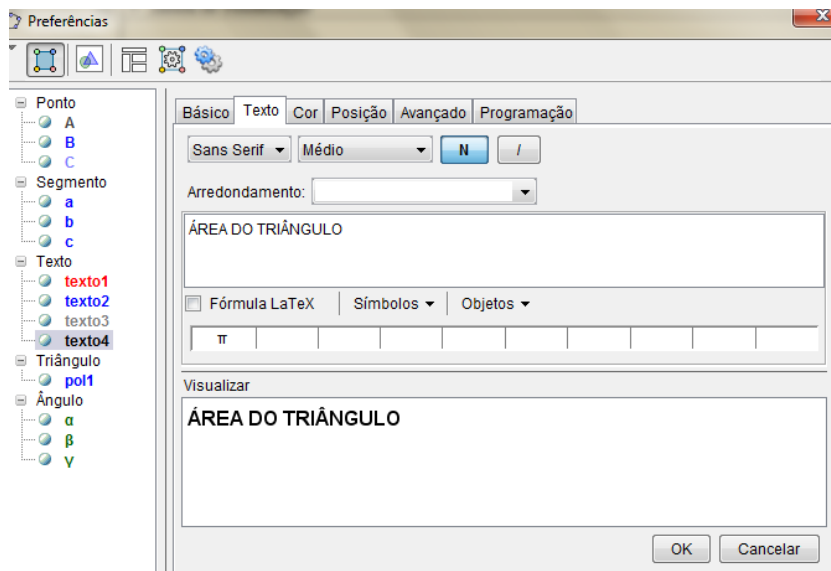 Preferências
Ponto
A
B
C
Segmento
a
b
c
Texto
texto1
texto2
texto3
texto4
Triângulo
pol1
Ângulo
α
β
γ
Básico Texto Cor Posição Avançado Programação
Sans Serif Médio N I
Arredondamento:
ÁREA DO TRIÂNGULO
Fórmula LaTeX Símbolos Objetos
π
Visualizar
ÁREA DO TRIÂNGULO
OK Cancelar